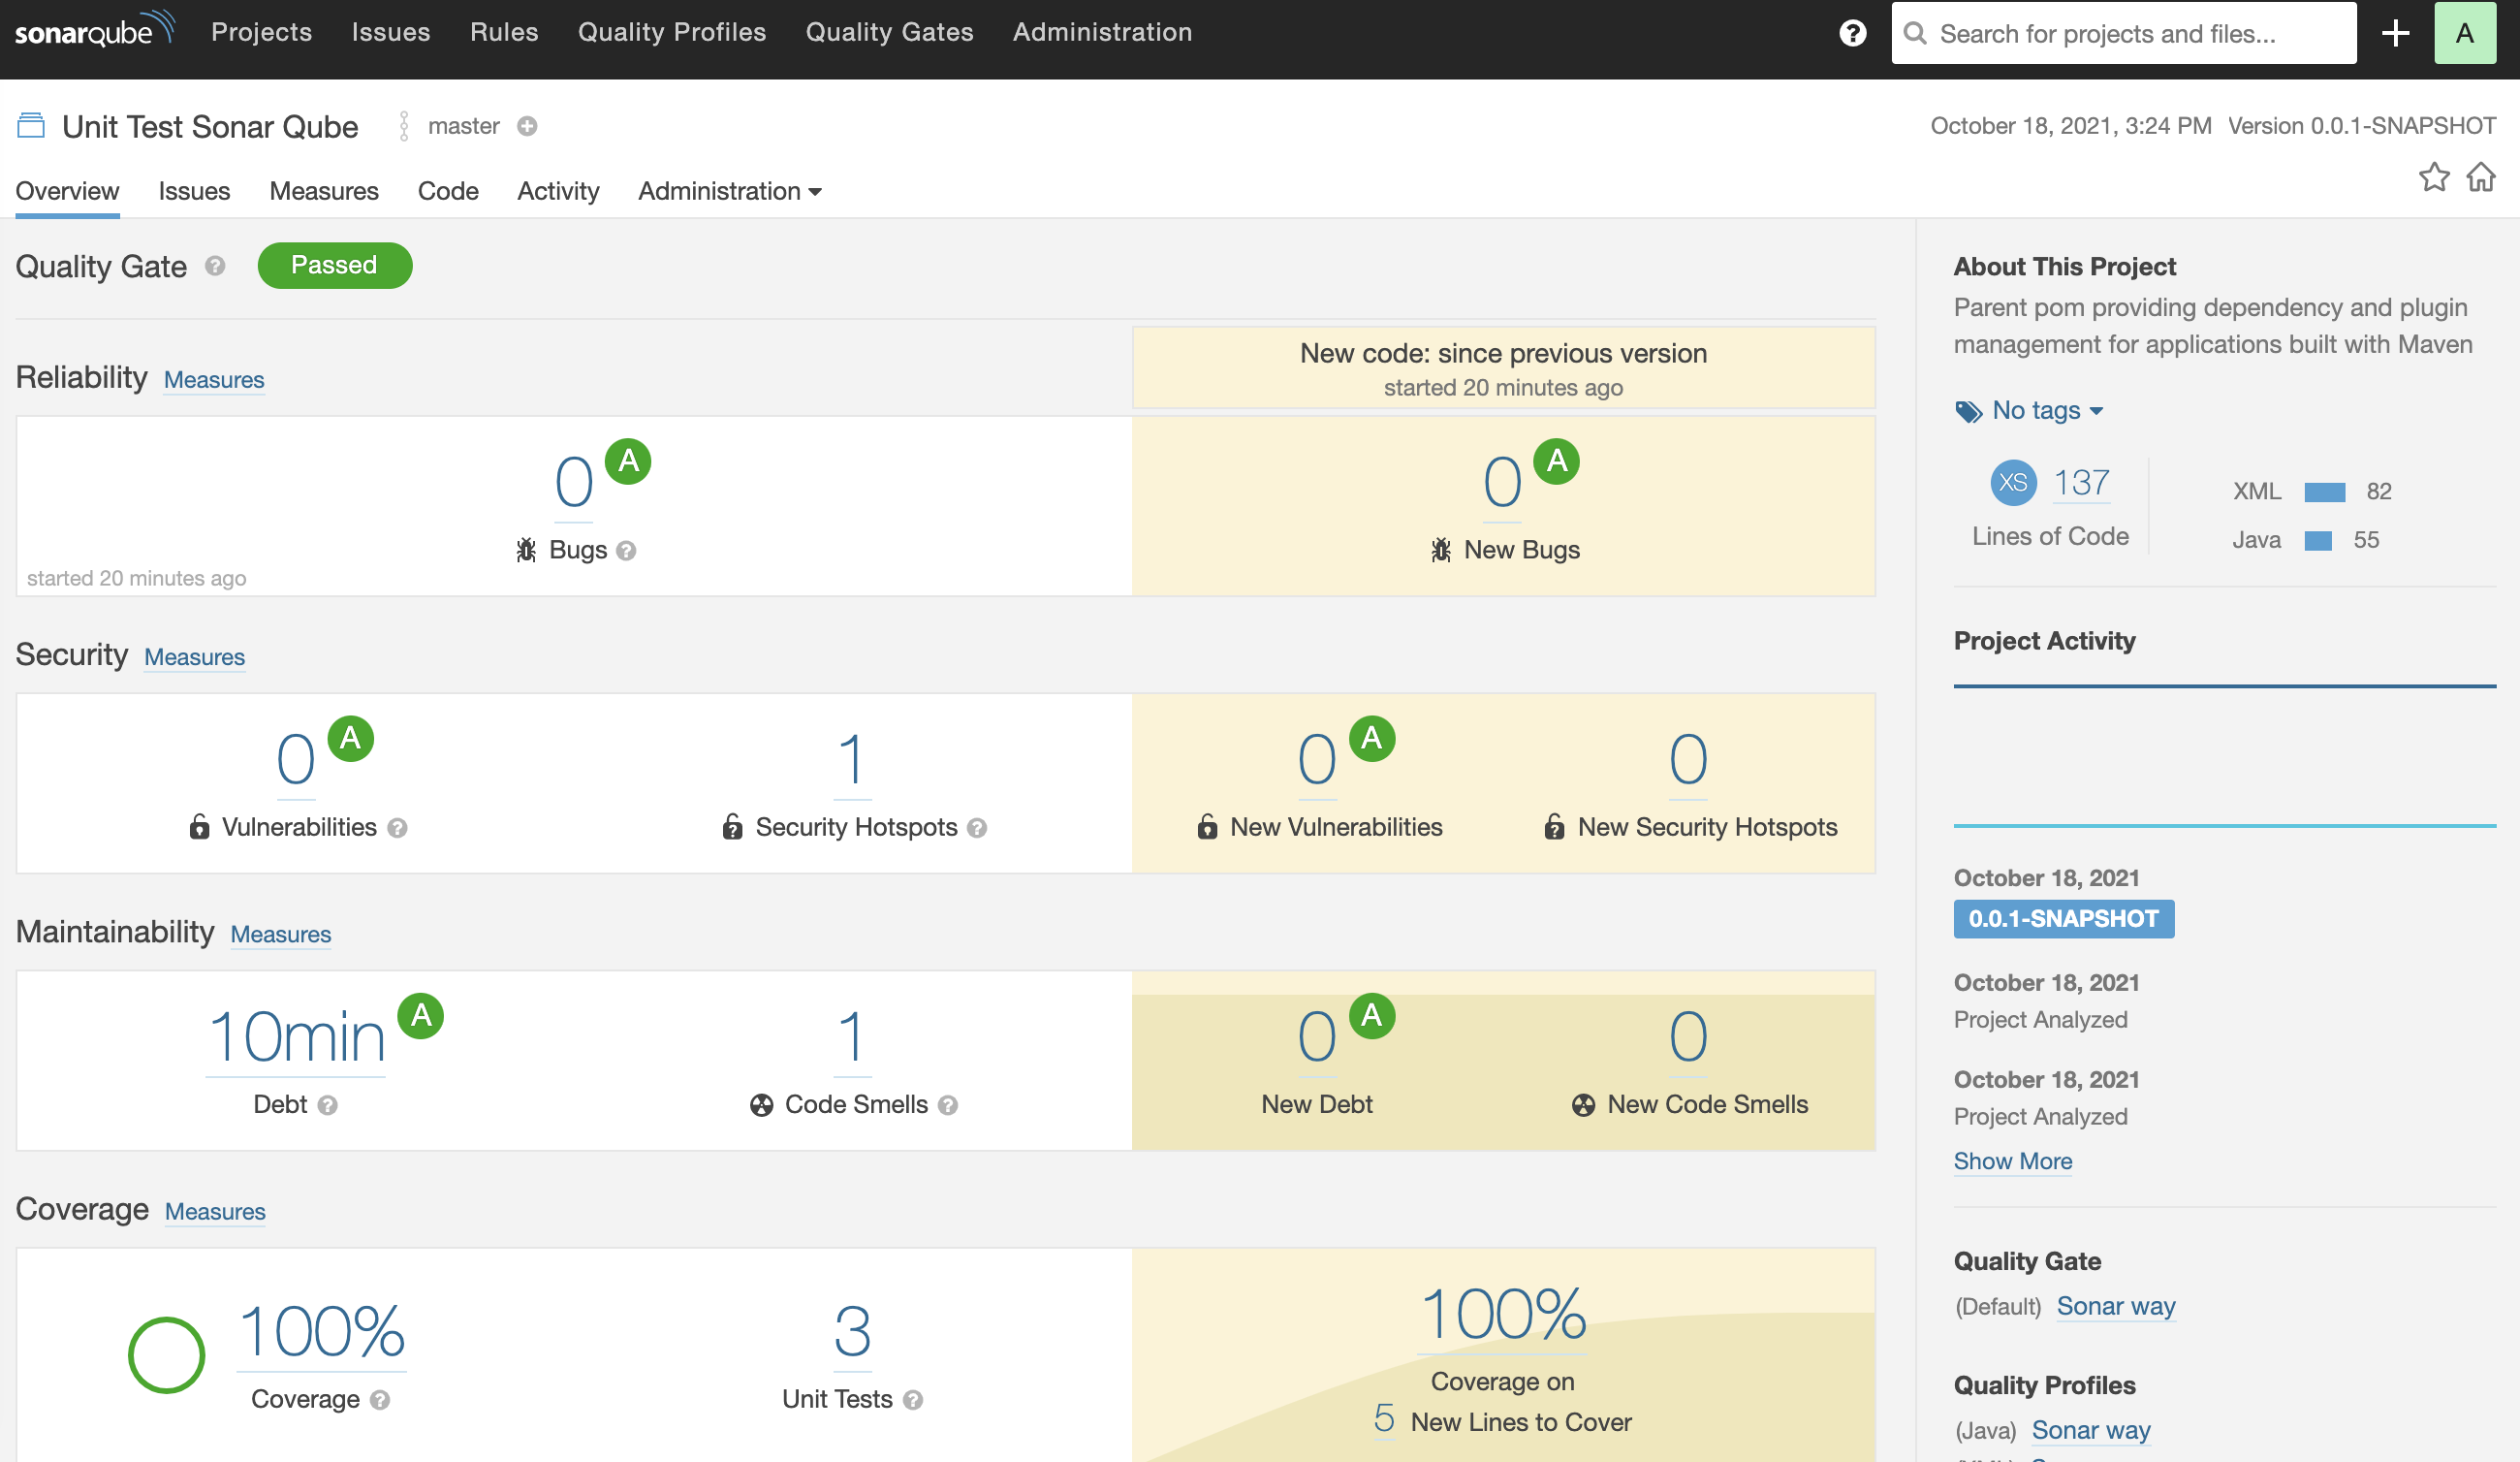 sonarqube Projects Issues Rules Quality Profiles Quality Gates Administration ? Search for projects and files... + A
Unit Test Sonar Qube master October 18, 2021, 3:24 PM Version 0.0.1-SNAPSHOT
Overview Issues Measures Code Activity Administration
Quality Gate ? Passed
New code: since previous version
started 20 minutes ago
Reliability Measures
0 A
Bugs ?
started 20 minutes ago
0 A
New Bugs
Security Measures
0 A
Vulnerabilities ?
1
Security Hotspots ?
0 A
New Vulnerabilities
0
New Security Hotspots
Maintainability Measures
10min A
Debt ?
1
Code Smells ?
0 A
New Debt
0
New Code Smells
Coverage Measures
100%
Coverage ?
3
Unit Tests ?
100%
Coverage on
5 New Lines to Cover
About This Project
Parent pom providing dependency and plugin
management for applications built with Maven
No tags
XS 137
Lines of Code
XML 82
Java 55
Project Activity
October 18, 2021
0.0.1-SNAPSHOT
October 18, 2021
Project Analyzed
October 18, 2021
Project Analyzed
Show More
Quality Gate
(Default) Sonar way
Quality Profiles
(Java) Sonar way